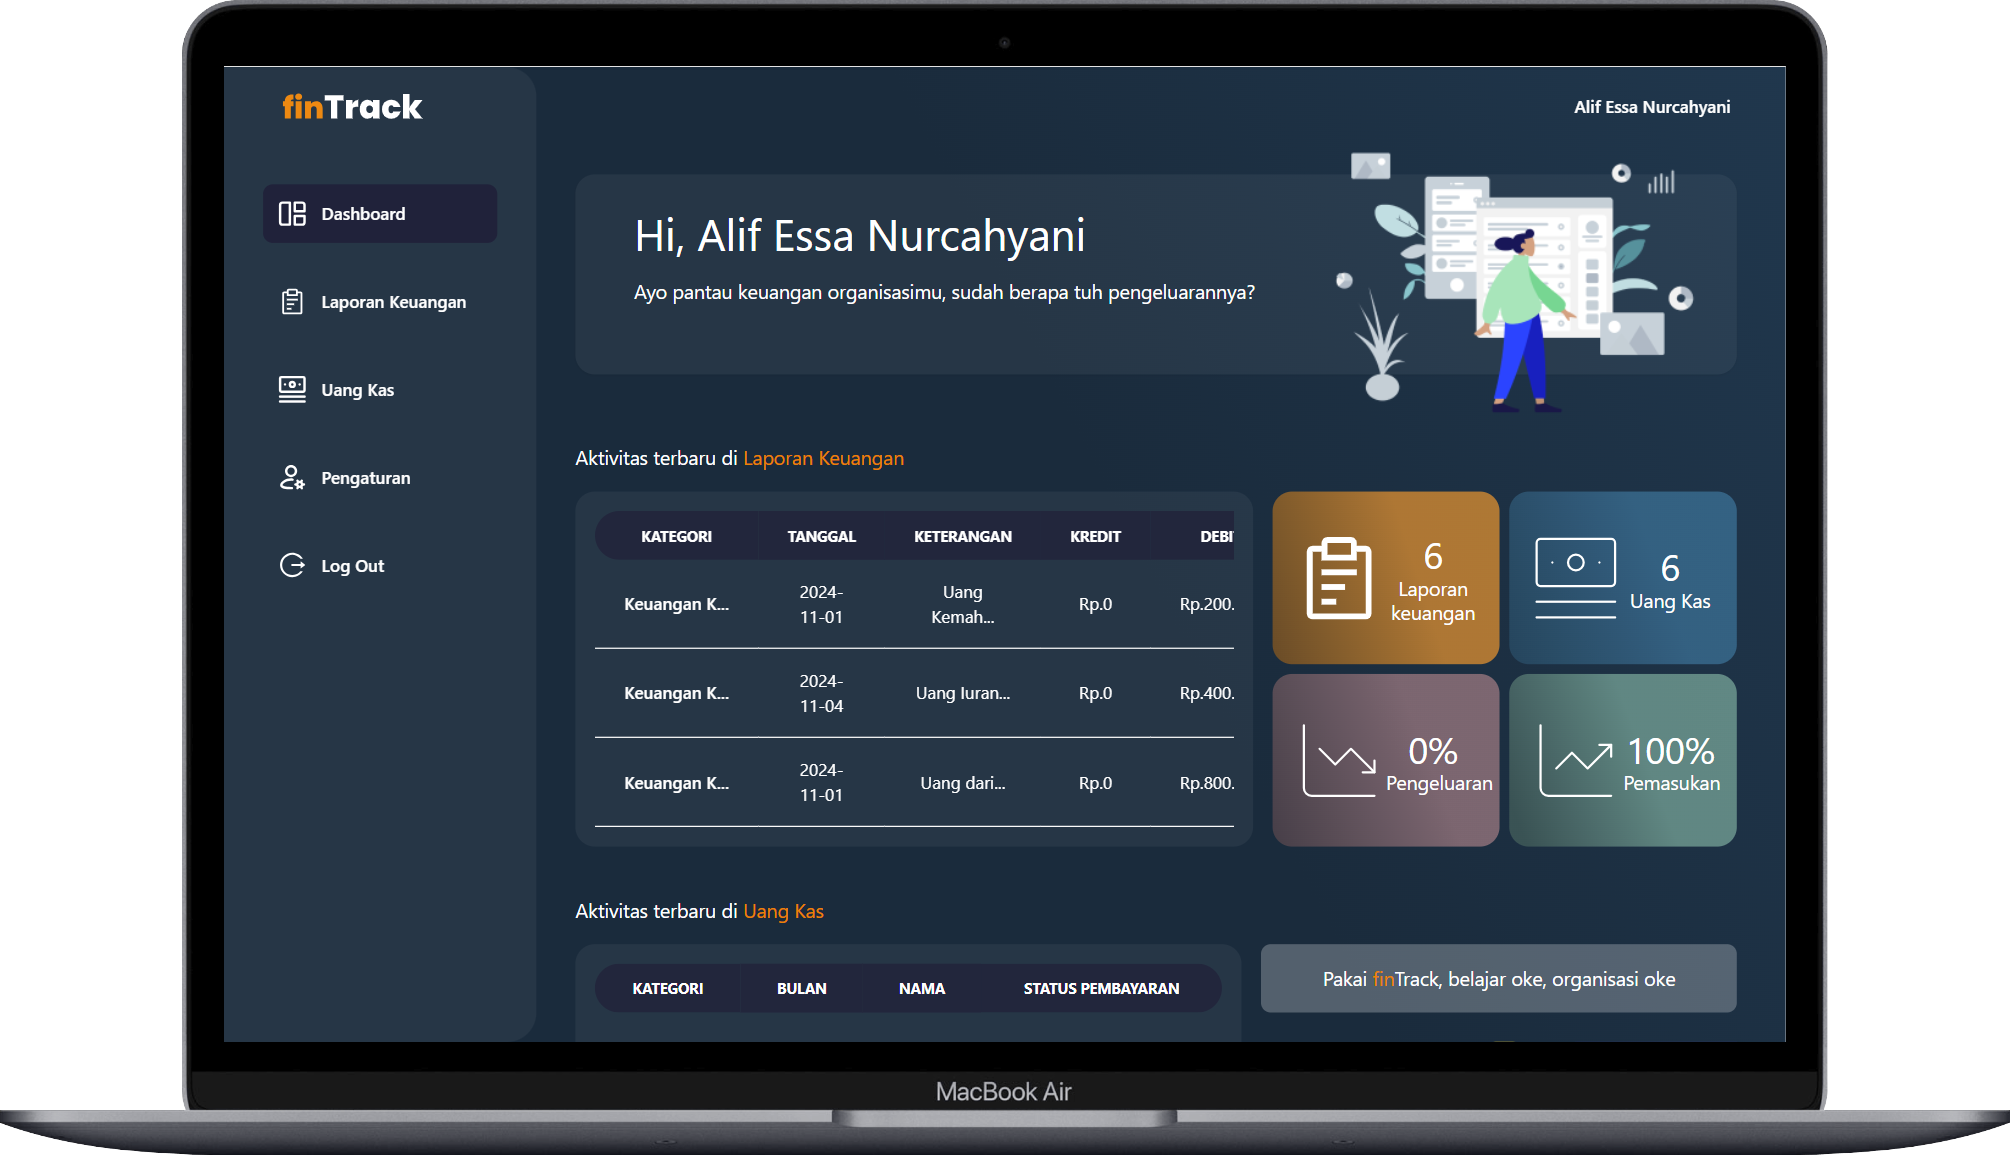 finTrack
Alif Essa Nurcahyani
Dashboard
Laporan Keuangan
Uang Kas
Pengaturan
Log Out
Hi, Alif Essa Nurcahyani
Ayo pantau keuangan organisasimu, sudah berapa tuh pengeluarannya?
Aktivitas terbaru di Laporan Keuangan
KATEGORI TANGGAL KETERANGAN KREDIT DEBI
Keuangan K... 2024-11-01 Uang Kemah... Rp.0 Rp.200.
Keuangan K... 2024-11-04 Uang Iuran... Rp.0 Rp.400.
Keuangan K... 2024-11-01 Uang dari... Rp.0 Rp.800.
6
Laporan
keuangan
6
Uang Kas
0%
Pengeluaran
100%
Pemasukan
Aktivitas terbaru di Uang Kas
KATEGORI BULAN NAMA STATUS PEMBAYARAN
Pakai finTrack, belajar oke, organisasi oke
MacBook Air